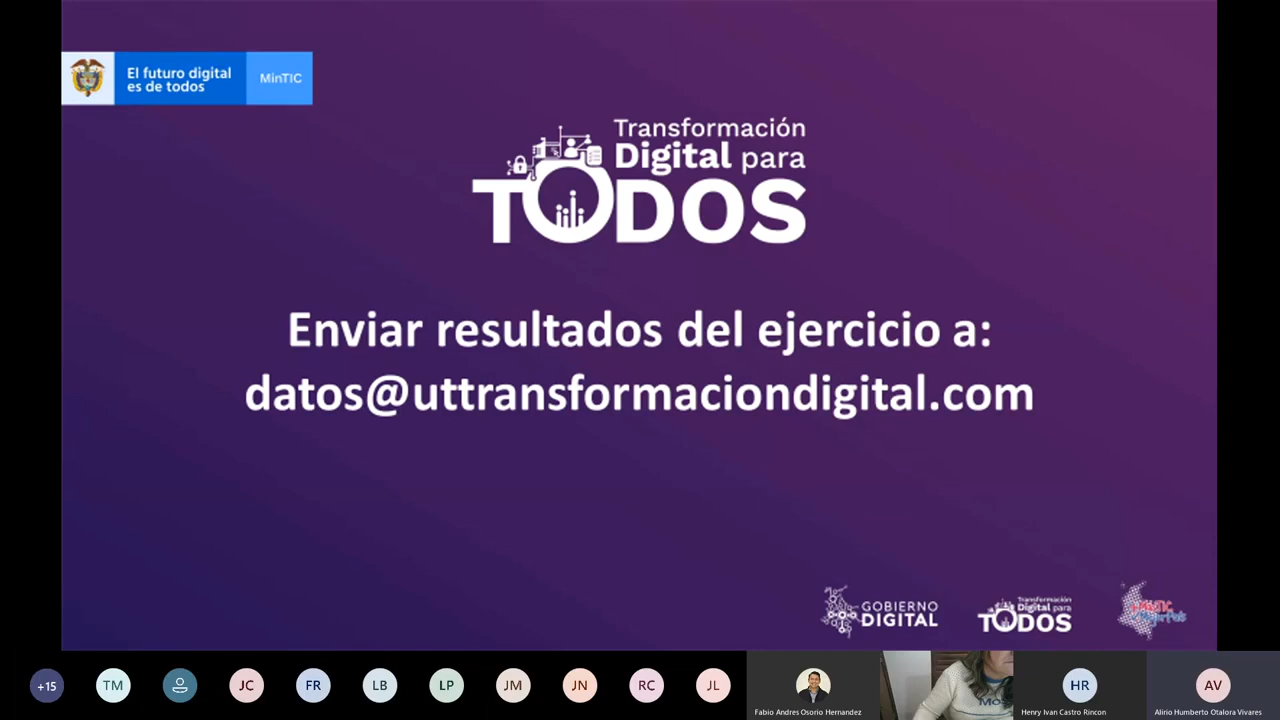 El futuro digital
es de todos
MinTIC
Transformación
Digital para
TODOS
Enviar resultados del ejercicio a:
datos@uttransformaciondigital.com
GOBIERNO
DIGITAL
Transformación
Digital para
TODOS
+15
TM
JC
FR
LB
LP
JM
JN
RC
JL
Fabio Andres Osorio Hernandez
HR
Henry Ivan Castro Rincon
AV
Alirio Humberto Otalora Vivares